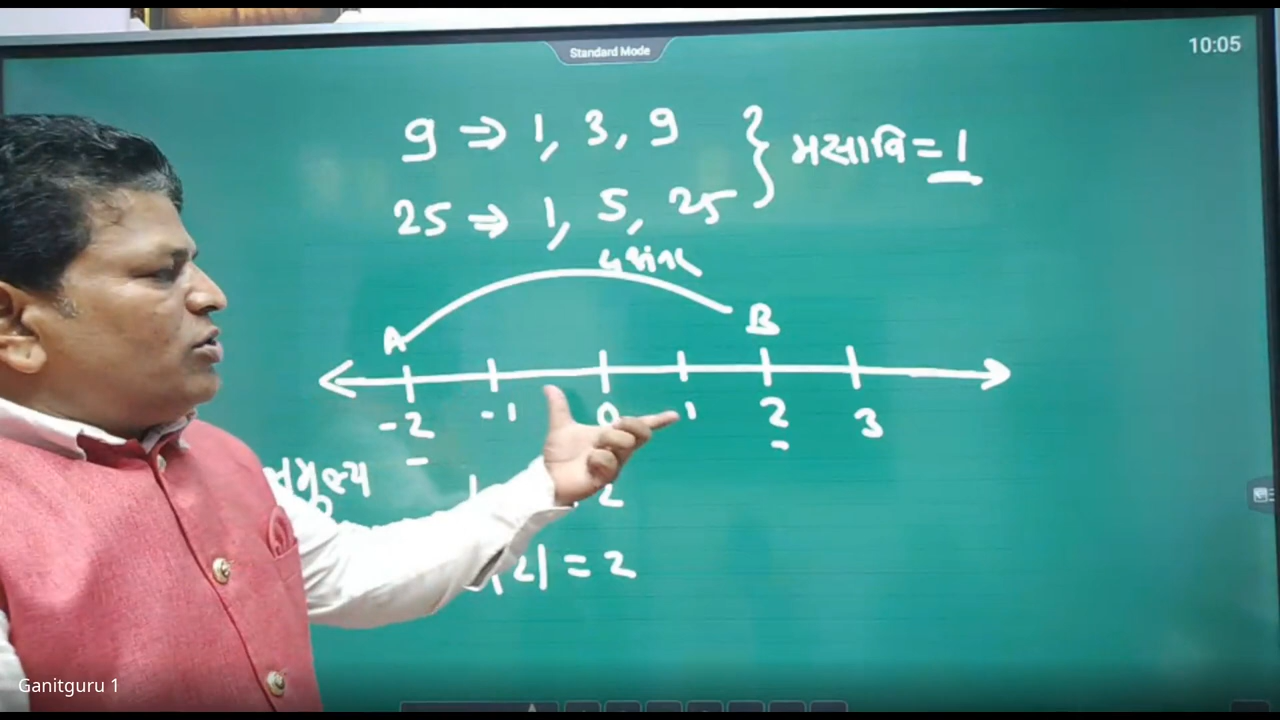 Standard Mode
10:05
9 ⇒ 1, 3, 9
25 ⇒ 1, 5, 25
} મસાવિ = 1
A B
-2 -1 0 1 2 3
2
|2| = 2
Ganitguru 1